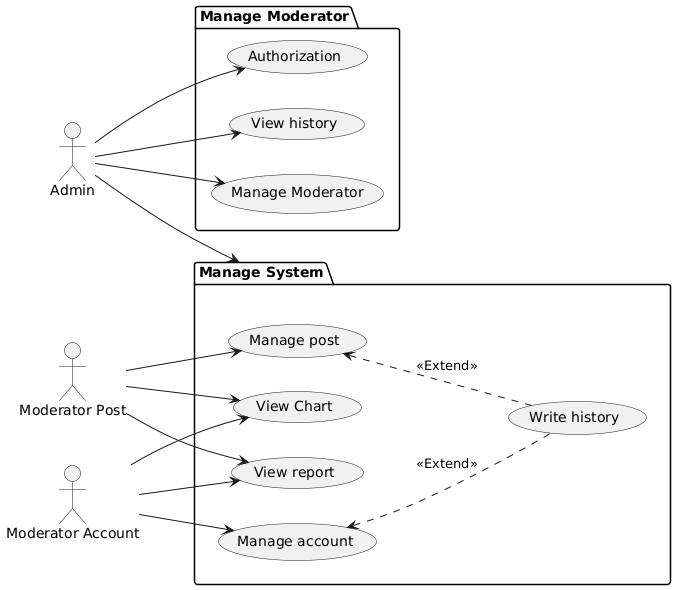 Manage Moderator
Authorization
View history
Manage Moderator
Admin
Manage System
Manage post
«Extend»
View Chart
Write history
Moderator Post
View report
«Extend»
Manage account
Moderator Account